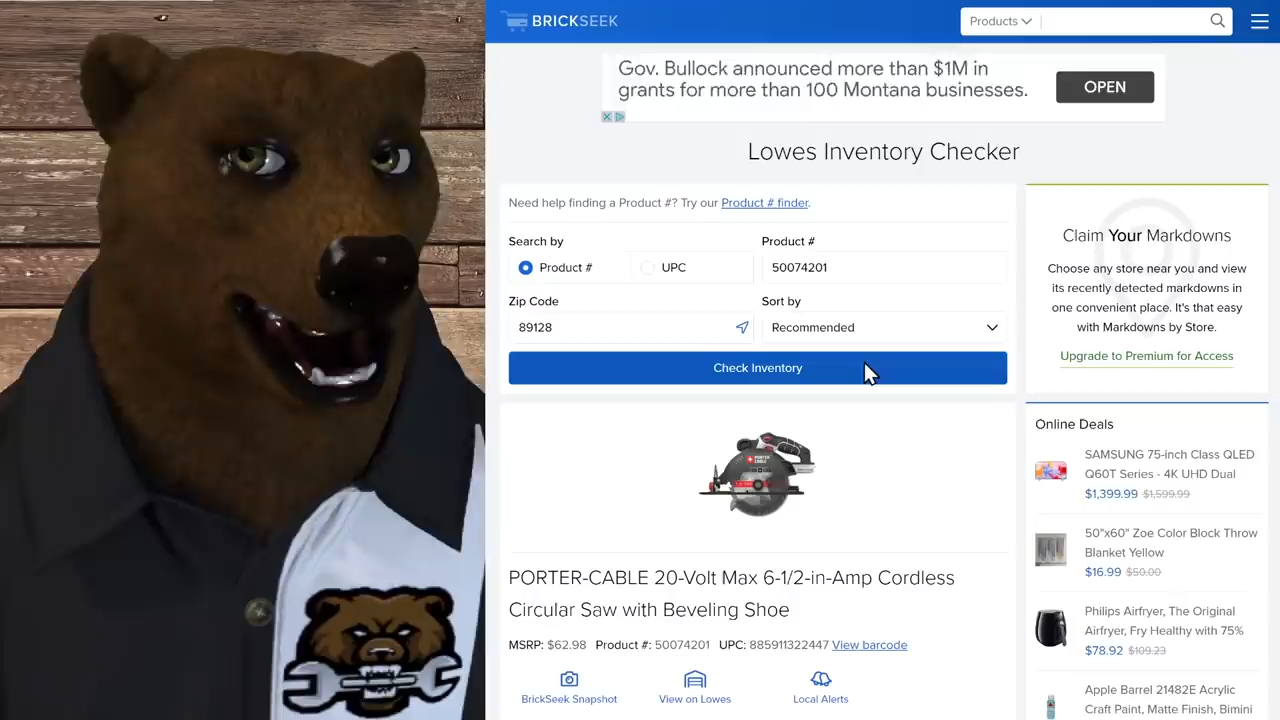 BRICKSEEK
Products
Gov. Bullock announced more than $1M in
grants for more than 100 Montana businesses.
OPEN
Lowes Inventory Checker
Need help finding a Product #? Try our Product # finder.
Search by
Product #
Product #
UPC
50074201
Zip Code
Sort by
89128
Recommended
Check Inventory
Claim Your Markdowns
Choose any store near you and view
its recently detected markdowns in
one convenient place. It's that easy
with Markdowns by Store.
Upgrade to Premium for Access
PORTER-CABLE 20-Volt Max 6-1/2-in-Amp Cordless
Circular Saw with Beveling Shoe
MSRP: $62.98 Product #: 50074201 UPC: 885911322447 View barcode
BrickSeek Snapshot
View on Lowes
Local Alerts
Online Deals
SAMSUNG 75-inch Class QLED
Q60T Series - 4K UHD Dual
$1,399.99 $1,599.99
50"x60" Zoe Color Block Throw
Blanket Yellow
$16.99 $50.00
Philips Airfryer, The Original
Airfryer, Fry Healthy with 75%
$78.92 $109.23
Apple Barrel 21482E Acrylic
Craft Paint, Matte Finish, Bimini